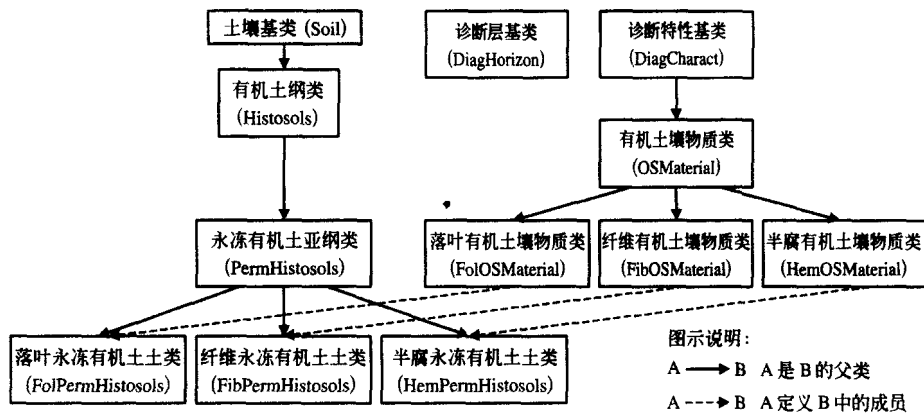 土壤基类 (Soil)
诊断层基类
(DiagHorizon)
诊断特性基类
(DiagCharact)
有机土纲类
(Histosols)
有机土壤物质类
(OSMaterial)
永冻有机土亚纲类
(PermHistosols)
落叶有机土壤物质类
(FolOSMaterial)
纤维有机土壤物质类
(FibOSMaterial)
半腐有机土壤物质类
(HemOSMaterial)
落叶永冻有机土土类
(FolPermHistosols)
纤维永冻有机土土类
(FibPermHistosols)
半腐永冻有机土土类
(HemPermHistosols)
图示说明：
A B A 是 B 的父类
A B A 定义 B 中的成员